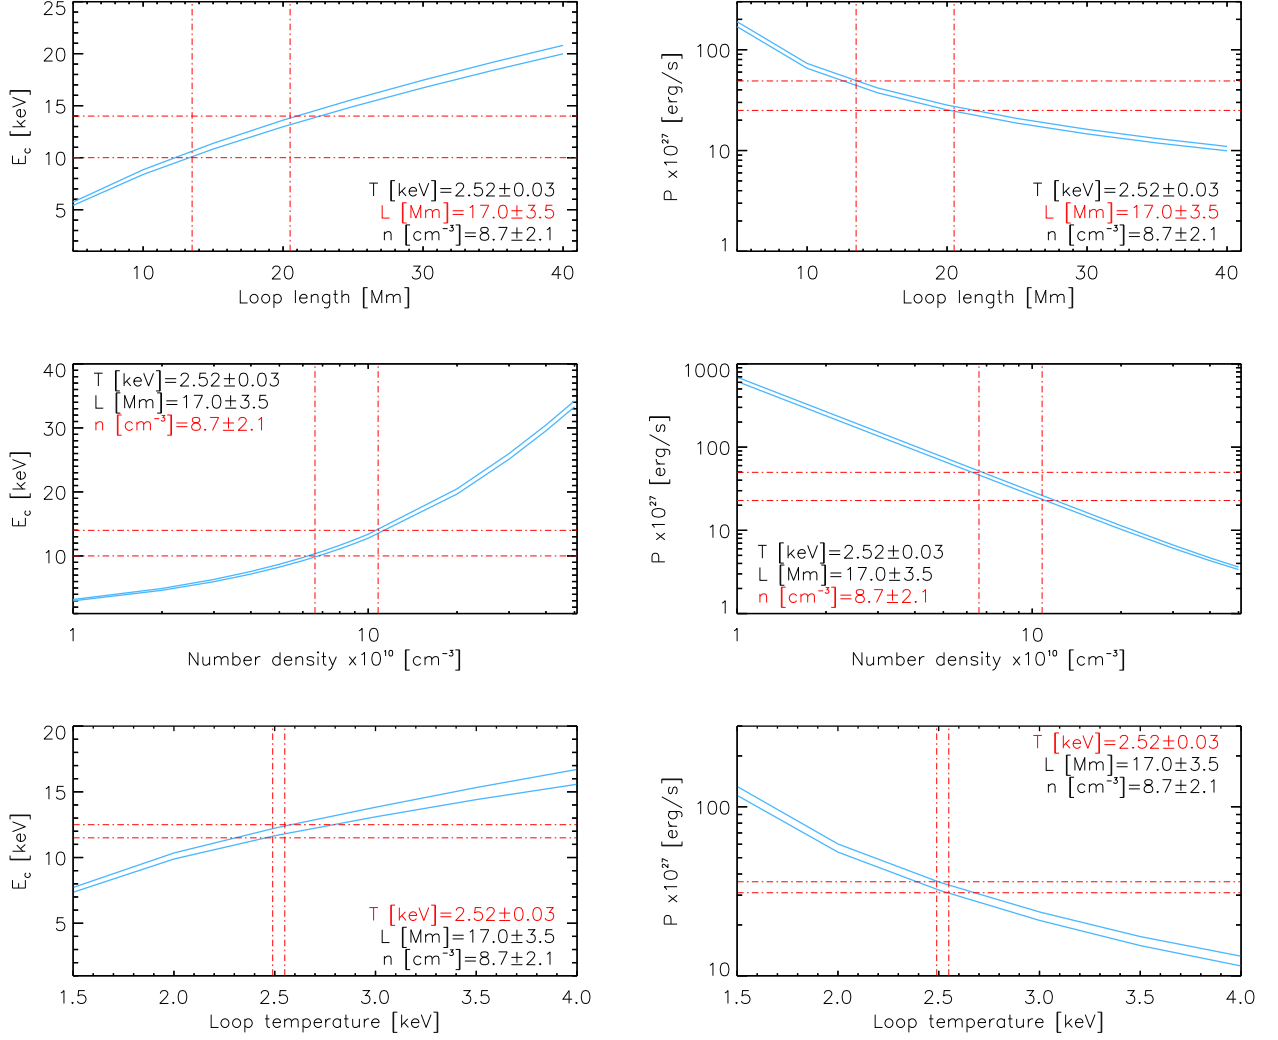 25
20
15
10
5
E_c [keV]
T [keV]=2.52±0.03
L [Mm]=17.0±3.5
n [cm⁻³]=8.7±2.1
10 20 30 40
Loop length [Mm]
100
10
1
P x10²⁷ [erg/s]
T [keV]=2.52±0.03
L [Mm]=17.0±3.5
n [cm⁻³]=8.7±2.1
10 20 30 40
Loop length [Mm]
40
30
20
10
E_c [keV]
T [keV]=2.52±0.03
L [Mm]=17.0±3.5
n [cm⁻³]=8.7±2.1
1 10
Number density x10¹⁰ [cm⁻³]
1000
100
10
1
P x10²⁷ [erg/s]
T [keV]=2.52±0.03
L [Mm]=17.0±3.5
n [cm⁻³]=8.7±2.1
1 10
Number density x10¹⁰ [cm⁻³]
20
15
10
5
E_c [keV]
T [keV]=2.52±0.03
L [Mm]=17.0±3.5
n [cm⁻³]=8.7±2.1
1.5 2.0 2.5 3.0 3.5 4.0
Loop temperature [keV]
100
10
P x10²⁷ [erg/s]
T [keV]=2.52±0.03
L [Mm]=17.0±3.5
n [cm⁻³]=8.7±2.1
1.5 2.0 2.5 3.0 3.5 4.0
Loop temperature [keV]